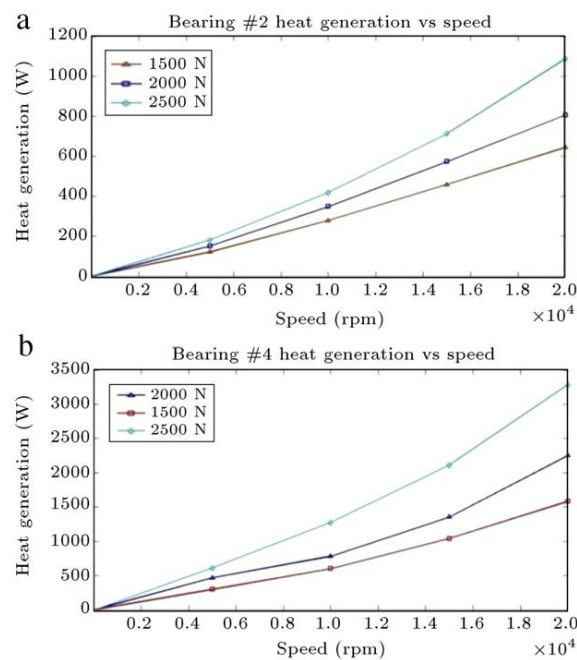 a
Bearing #2 heat generation vs speed
1200
1000
800
600
400
200
0
Heat generation (W)
1500 N
2000 N
2500 N
0.2 0.4 0.6 0.8 1.0 1.2 1.4 1.6 1.8 2.0
Speed (rpm)
×10⁴
b
Bearing #4 heat generation vs speed
3500
3000
2500
2000
1500
1000
500
0
Heat generation (W)
2000 N
1500 N
2500 N
0.2 0.4 0.6 0.8 1.0 1.2 1.4 1.6 1.8 2.0
Speed (rpm)
×10⁴